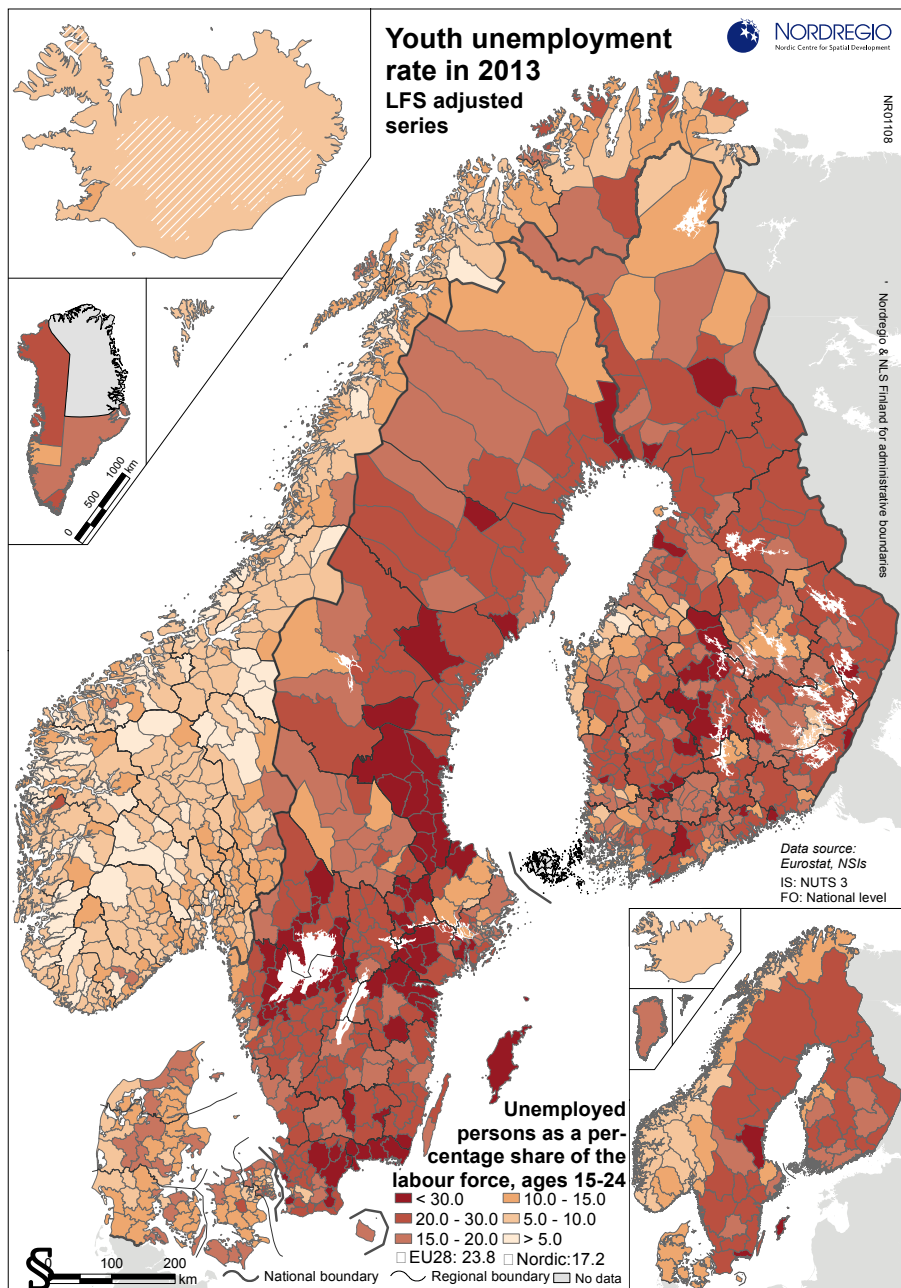 Youth unemployment
rate in 2013
LFS adjusted
series
NORDREGIO
Nordic Centre for Spatial Development
NR01108
' Nordregio & NLS Finland for administrative boundaries
0 500 1000
km
Data source:
Eurostat, NSIs
IS: NUTS 3
FO: National level
Unemployed
persons as a per-
centage share of the
labour force, ages 15-24
< 30.0
10.0 - 15.0
20.0 - 30.0
5.0 - 10.0
15.0 - 20.0
> 5.0
EU28: 23.8
Nordic:17.2
National boundary
Regional boundary
No data
S
0 100 200
km